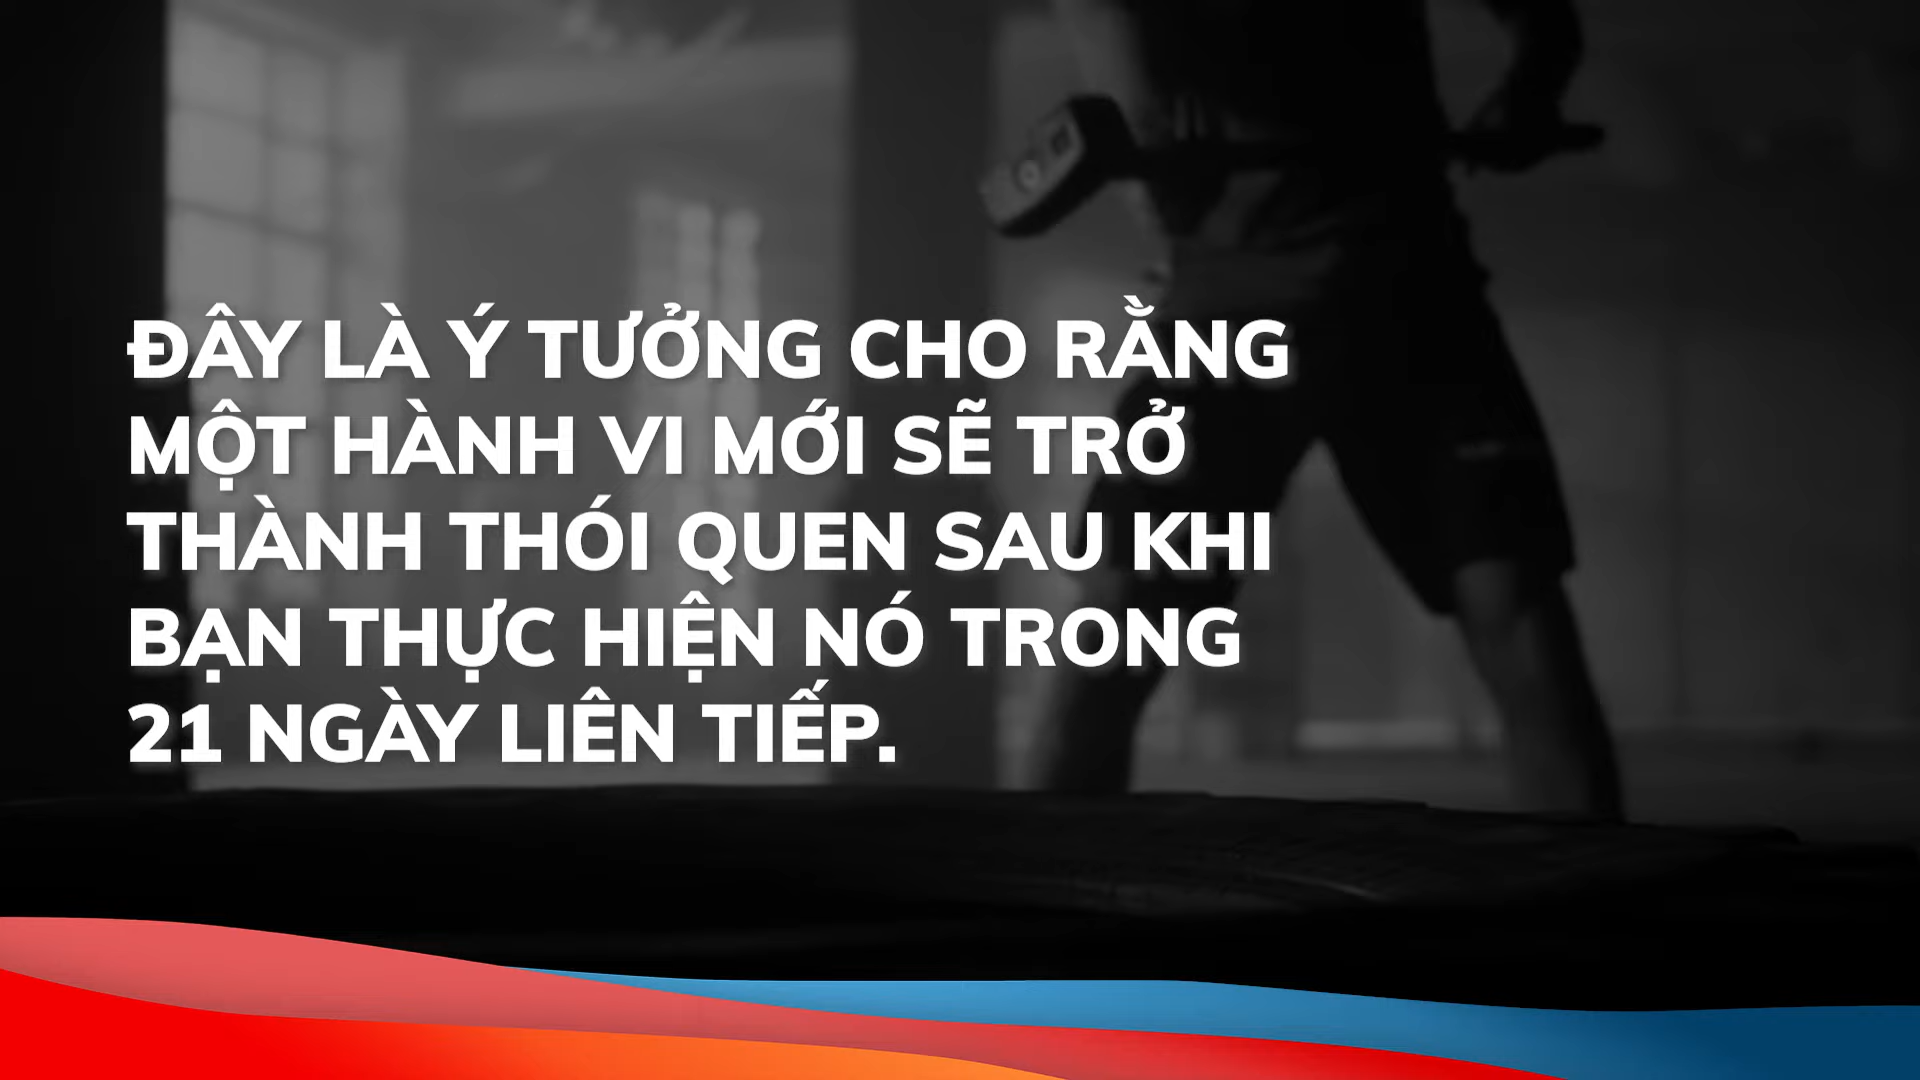 ĐÂY LÀ Ý TƯỞNG CHO RẰNG
MỘT HÀNH VI MỚI SẼ TRỞ
THÀNH THÓI QUEN SAU KHI
BẠN THỰC HIỆN NÓ TRONG
21 NGÀY LIÊN TIẾP.